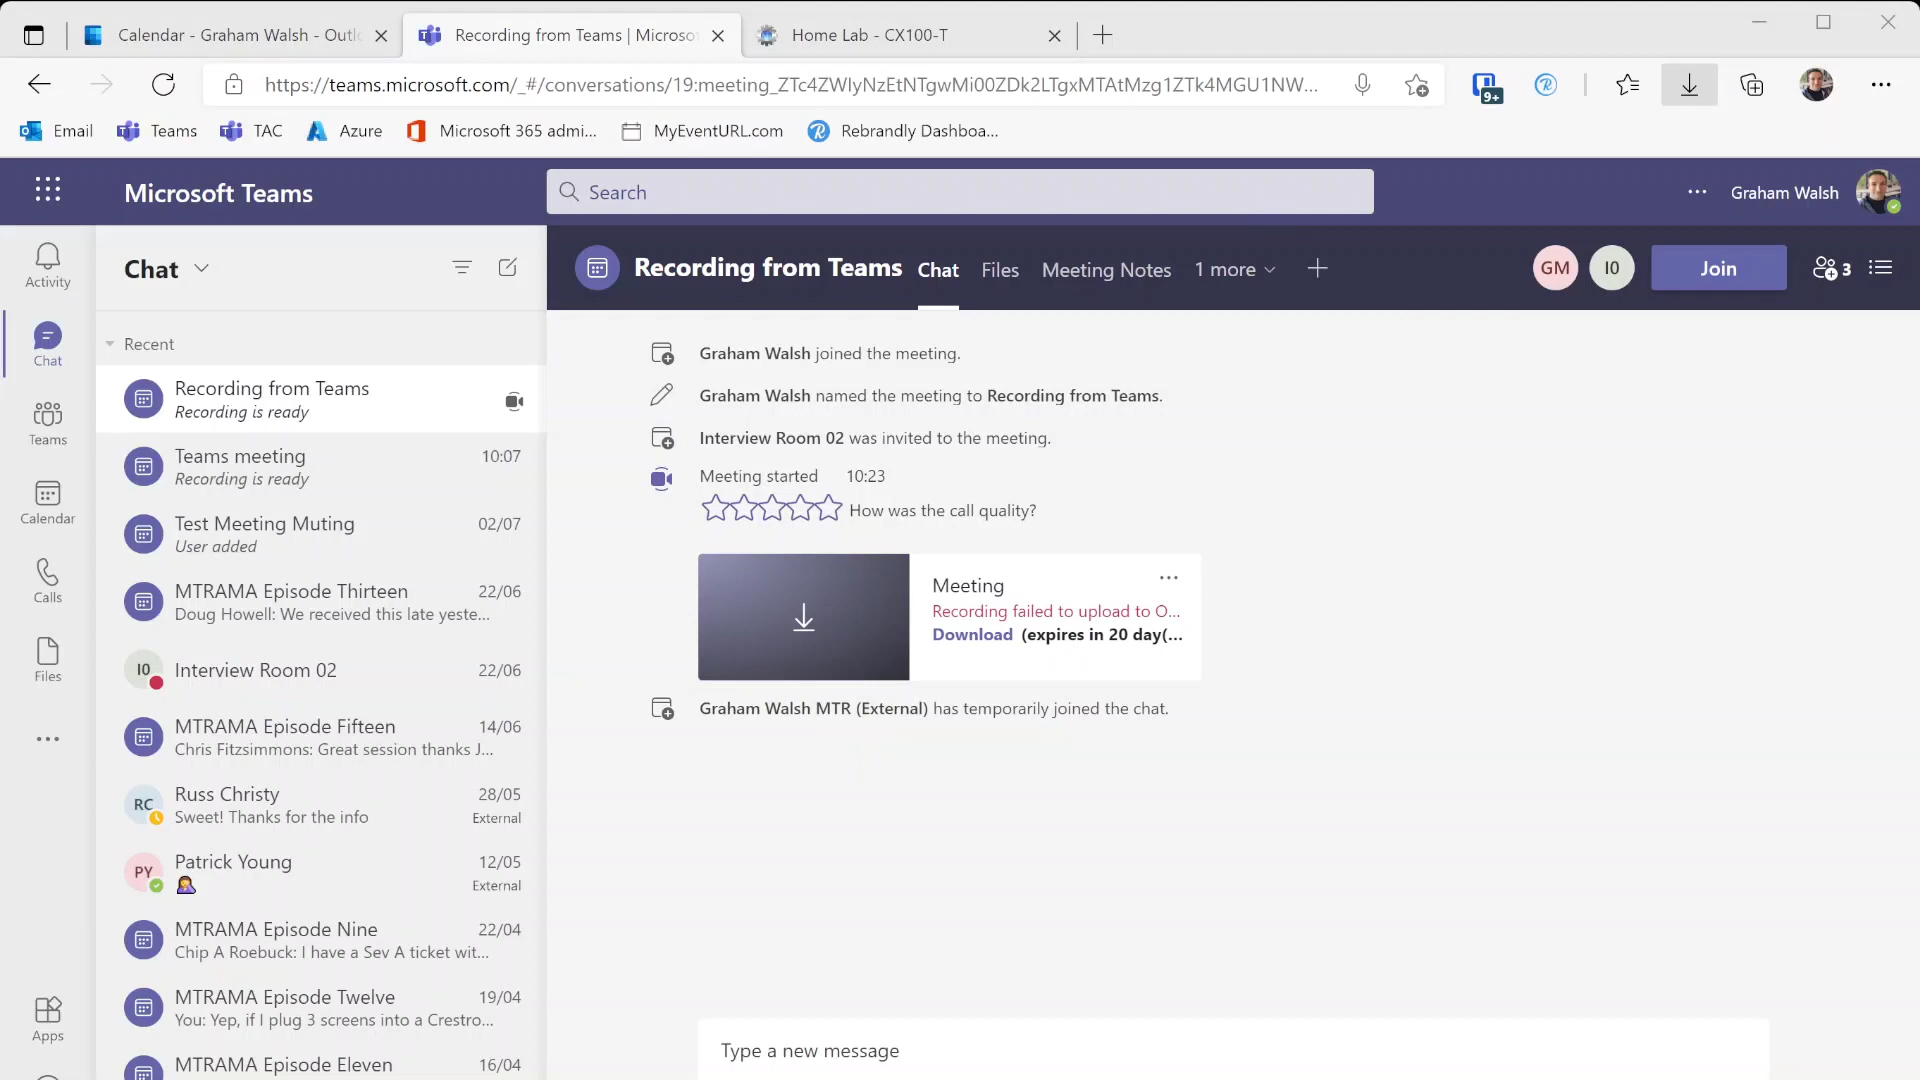 Calendar - Graham Walsh - Outlo
Recording from Teams | Microso
Home Lab - CX100-T
https://teams.microsoft.com/_#/conversations/19:meeting_ZTc4ZWIyNzEtNTgwMi00ZDk2LTgxMTAtMzg1ZTk4MGU1NW...
9+
Email
Teams
TAC
Azure
Microsoft 365 admi...
MyEventURL.com
Rebrandly Dashboa...
Microsoft Teams
Search
Graham Walsh
Activity
Chat
Teams
Calendar
Calls
Files
Apps
Chat
Recent
Recording from Teams
Recording is ready
Teams meeting 10:07
Recording is ready
Test Meeting Muting 02/07
User added
MTRAMA Episode Thirteen 22/06
Doug Howell: We received this late yeste...
I0 Interview Room 02 22/06
MTRAMA Episode Fifteen 14/06
Chris Fitzsimmons: Great session thanks J...
RC Russ Christy 28/05
Sweet! Thanks for the info External
PY Patrick Young 12/05
External
MTRAMA Episode Nine 22/04
Chip A Roebuck: I have a Sev A ticket wit...
MTRAMA Episode Twelve 19/04
You: Yep, if I plug 3 screens into a Crestro...
MTRAMA Episode Eleven 16/04
Recording from Teams
Chat
Files
Meeting Notes
1 more
GM
I0
Join
3
Graham Walsh joined the meeting.
Graham Walsh named the meeting to Recording from Teams.
Interview Room 02 was invited to the meeting.
Meeting started 10:23
How was the call quality?
Meeting
Recording failed to upload to O...
Download (expires in 20 day(...
Graham Walsh MTR (External) has temporarily joined the chat.
Type a new message